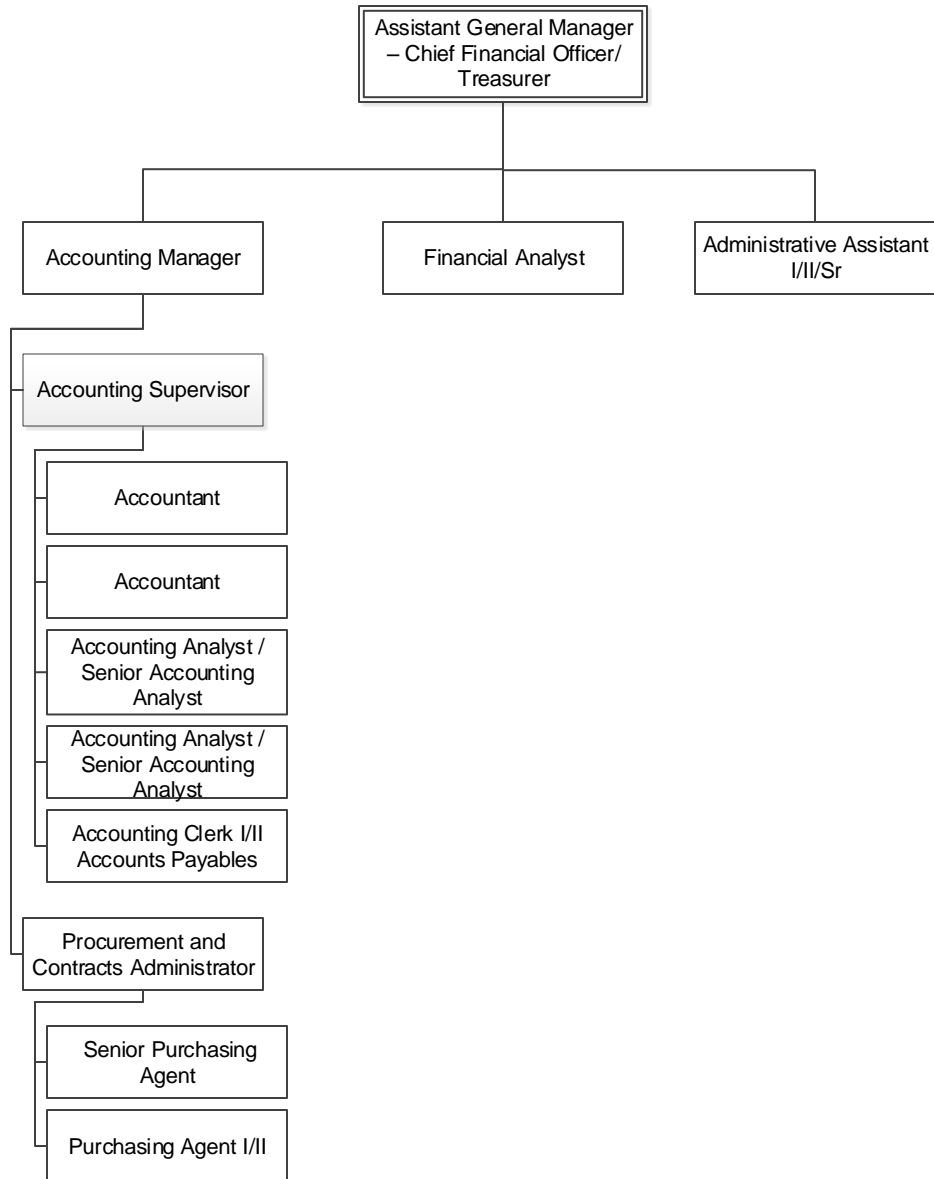 Assistant General Manager
– Chief Financial Officer/
Treasurer
Accounting Manager
Financial Analyst
Administrative Assistant
I/II/Sr
Accounting Supervisor
Accountant
Accountant
Accounting Analyst /
Senior Accounting
Analyst
Accounting Analyst /
Senior Accounting
Analyst
Accounting Clerk I/II
Accounts Payables
Procurement and
Contracts Administrator
Senior Purchasing
Agent
Purchasing Agent I/II